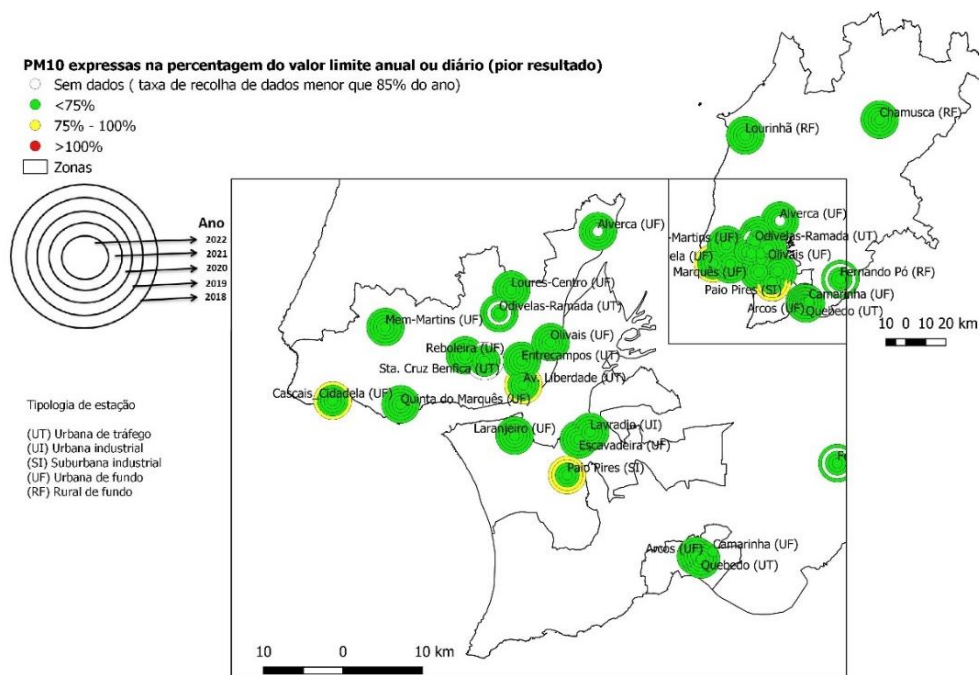 PM10 expressas na percentagem do valor limite anual ou diário (pior resultado)
Sem dados ( taxa de recolha de dados menor que 85% do ano)
<75%
75% - 100%
>100%
Zonas
Ano
2022
2021
2020
2019
2018
Tipologia de estação
(UT) Urbana de tráfego
(UI) Urbana industrial
(SI) Suburbana industrial
(UF) Urbana de fundo
(RF) Rural de fundo
Alverca (UF)
Loures-Centro (UF)
Odivelas-Ramada (UT)
Mem-Martins (UF)
Olivais (UF)
Reboleira (UF)
Entrecampos (UT)
Sta. Cruz Benfica (UT)
Av. Liberdade (UT)
Cascais_Cidadela (UF)
Quinta do Marquês (UF)
Laranjeiro (UF)
Lavradio (UI)
Escavadeira (UF)
Paio Pires (SI)
Fe
Arcos (UF)
Camarinha (UF)
Quebedo (UT)
10 0 10 km
Chamusca (RF)
Lourinhã (RF)
Alverca (UF)
-Martins (UF)
Odivelas-Ramada (UT)
ela (UF)
Olivais (UF)
Marquês (UF)
Fernando Pó (RF)
Paio Pires (SI)
Camarinha (UF)
Arcos (UF)
Quebedo (UT)
10 0 10 20 km